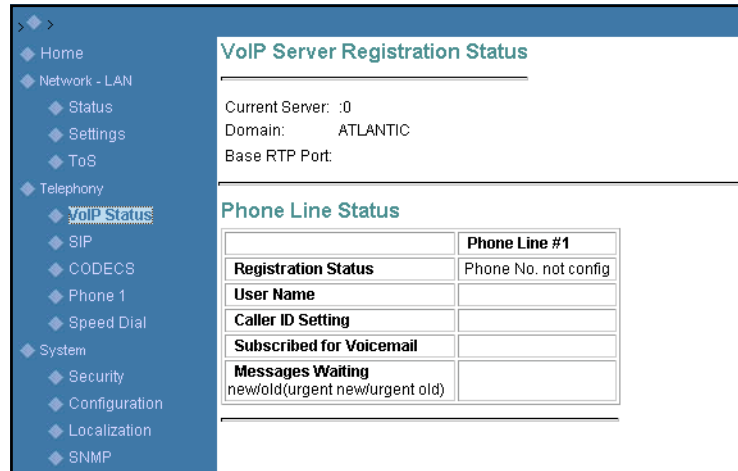 > >
Home
Network - LAN
Status
Settings
ToS
Telephony
VoIP Status
SIP
CODECS
Phone 1
Speed Dial
System
Security
Configuration
Localization
SNMP
VoIP Server Registration Status
Current Server: :0
Domain: ATLANTIC
Base RTP Port:
Phone Line Status
Phone Line #1
Registration Status Phone No. not config
User Name
Caller ID Setting
Subscribed for Voicemail
Messages Waiting
new/old(urgent new/urgent old)